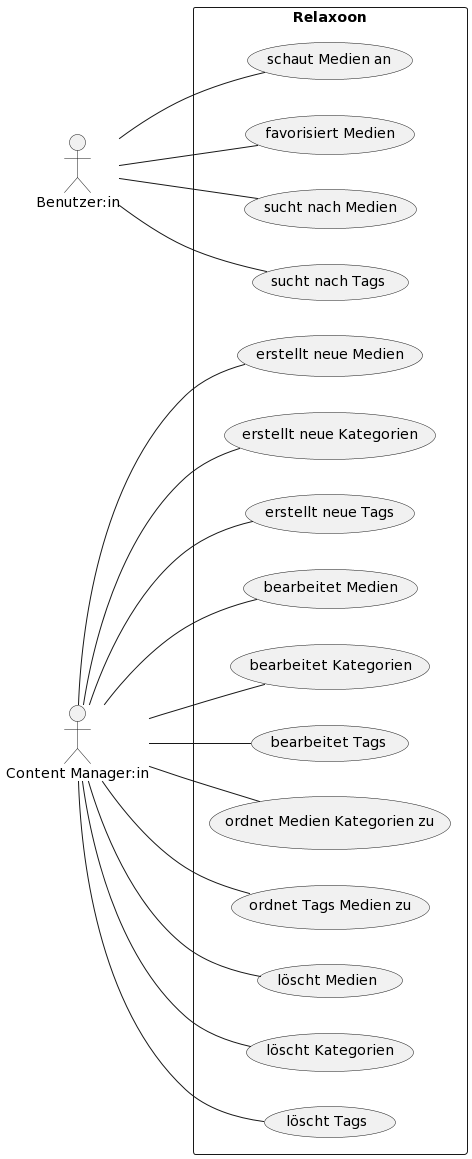 Relaxoon
schaut Medien an
favorisiert Medien
Benutzer:in
sucht nach Medien
sucht nach Tags
erstellt neue Medien
erstellt neue Kategorien
erstellt neue Tags
bearbeitet Medien
bearbeitet Kategorien
bearbeitet Tags
Content Manager:in
ordnet Medien Kategorien zu
ordnet Tags Medien zu
löscht Medien
löscht Kategorien
löscht Tags